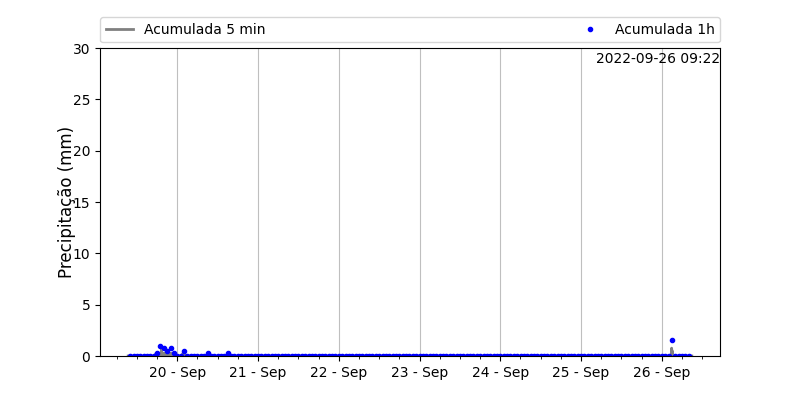 Acumulada 5 min
Acumulada 1h
2022-09-26 09:22
Precipitação (mm)
30
25
20
15
10
5
0
20 - Sep
21 - Sep
22 - Sep
23 - Sep
24 - Sep
25 - Sep
26 - Sep